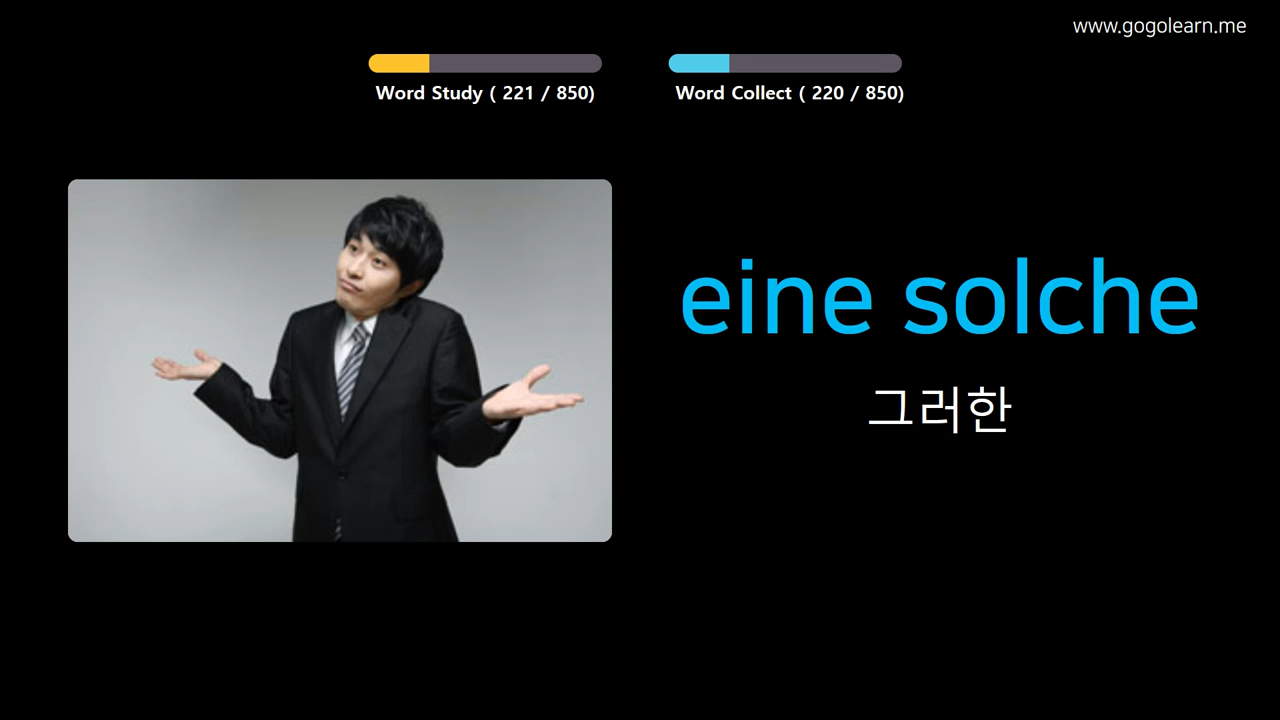 www.gogolearn.me
Word Study ( 221 / 850)
Word Collect ( 220 / 850)
eine solche
그러한